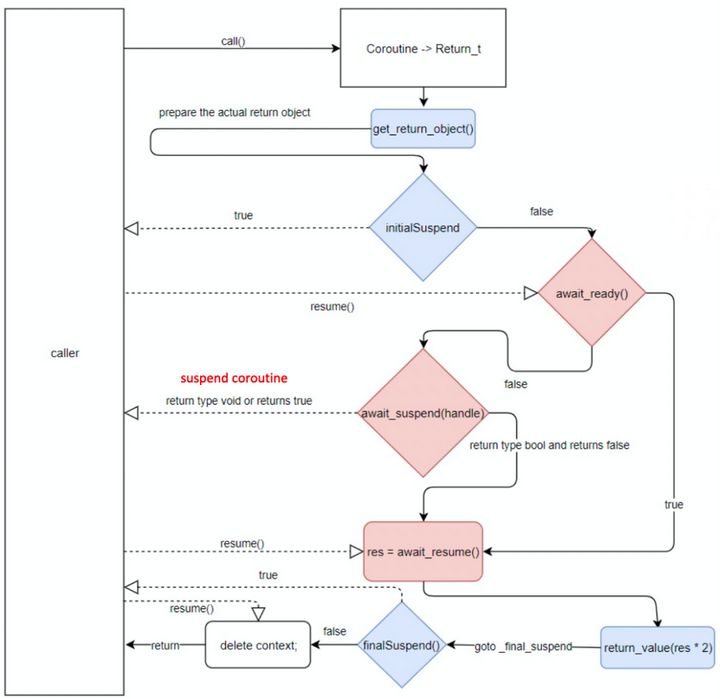 call()
Coroutine -> Return_t
prepare the actual return object
get_return_object()
true
initialSuspend
false
await_ready()
resume()
caller
suspend coroutine
return type void or returns true
false
await_suspend(handle)
return type bool and returns false
true
resume()
res = await_resume()
true
resume()
return
delete context;
false
finalSuspend()
goto _final_suspend
return_value(res * 2)